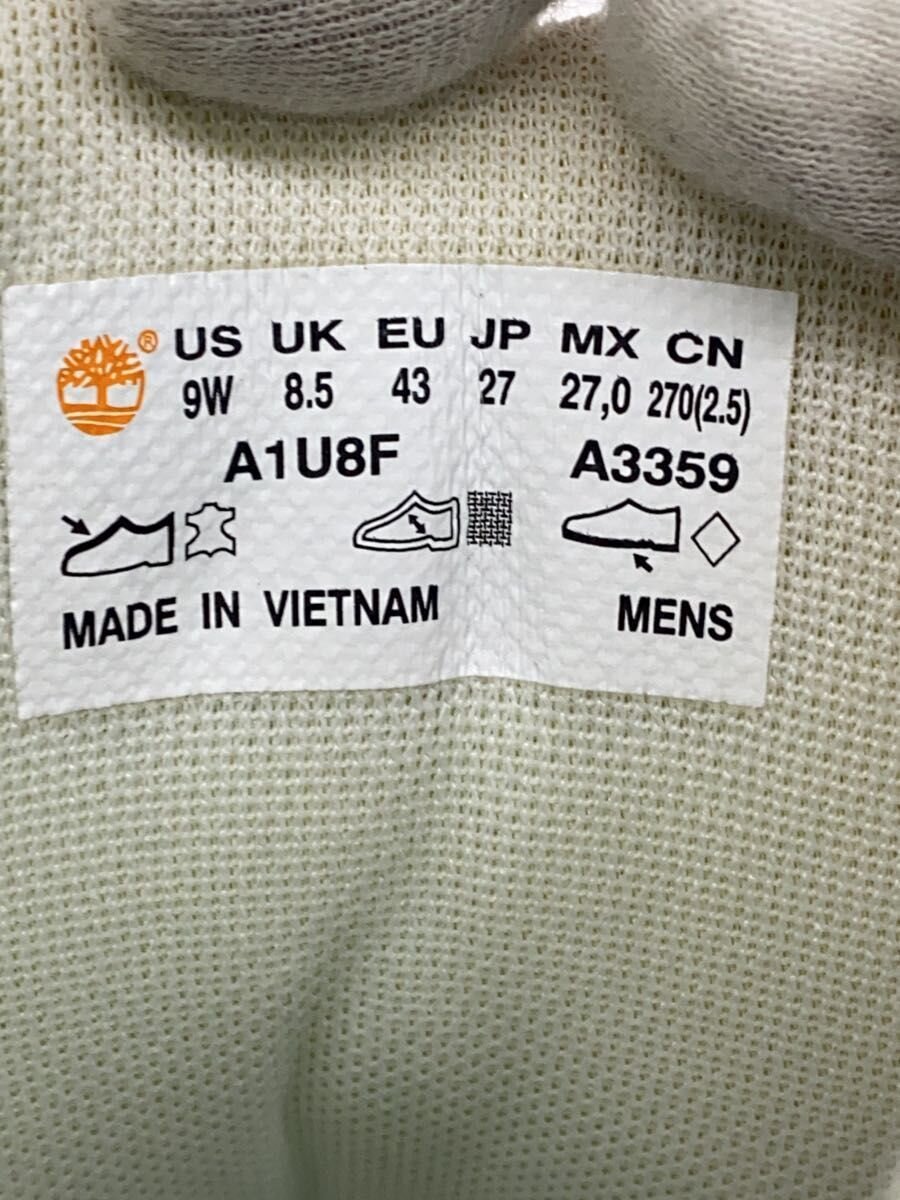 ® US UK EU JP MX CN
9W 8.5 43 27 27,0 270(2.5)
A1U8F A3359
MADE IN VIETNAM MENS